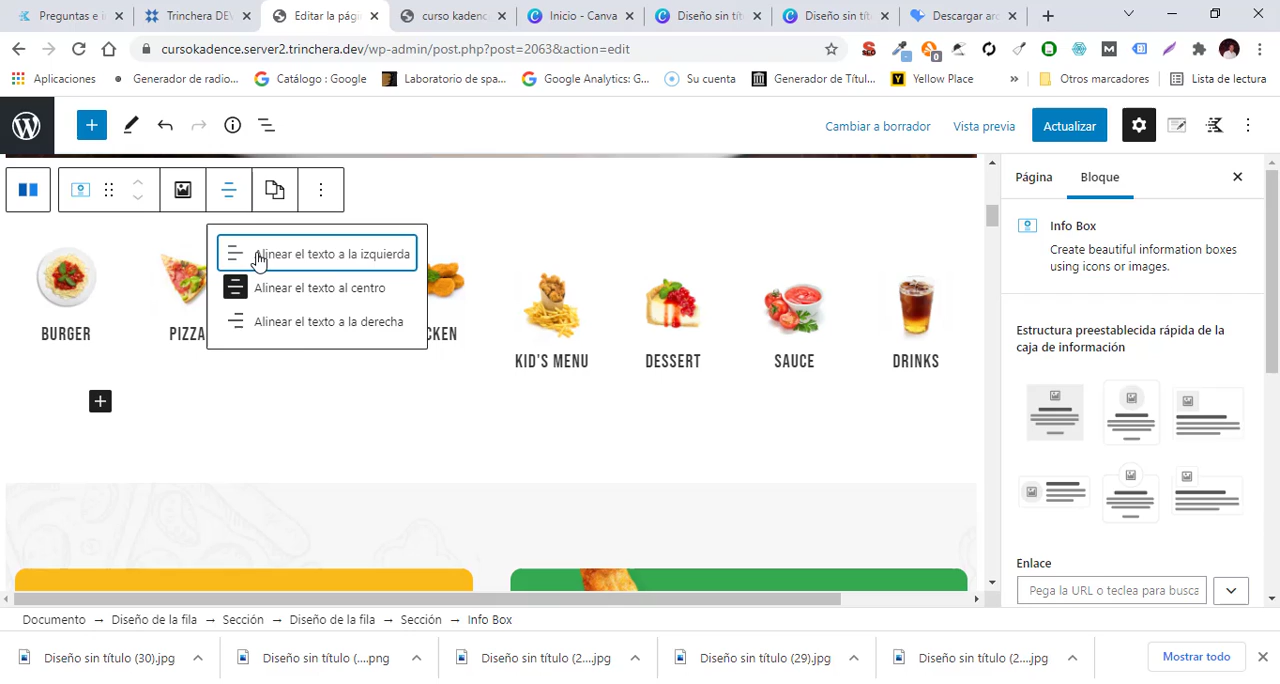 Preguntas e i
Trinchera DE
Editar la pág
curso kadenc
Inicio - Canva
Diseño sin tí
Diseño sin tí
Descargar arc
cursokadence.server2.trinchera.dev/wp-admin/post.php?post=2063&action=edit
0
Aplicaciones
Generador de radio...
Catálogo : Google
Laboratorio de spa...
Google Analytics: G...
Su cuenta
Generador de Títul...
Yellow Place
»
Otros marcadores
Lista de lectura
Cambiar a borrador
Vista previa
Actualizar
Página
Bloque
Info Box
Create beautiful information boxes
using icons or images.
Alinear el texto a la izquierda
Alinear el texto al centro
Alinear el texto a la derecha
BURGER
PIZZA
CKEN
KID'S MENU
DESSERT
SAUCE
DRINKS
Estructura preestablecida rápida de la
caja de información
Enlace
Pega la URL o teclea para busca
Documento → Diseño de la fila → Sección → Diseño de la fila → Sección → Info Box
Diseño sin título (30).jpg
Diseño sin título (....png
Diseño sin título (2....jpg
Diseño sin título (29).jpg
Diseño sin título (2....jpg
Mostrar todo